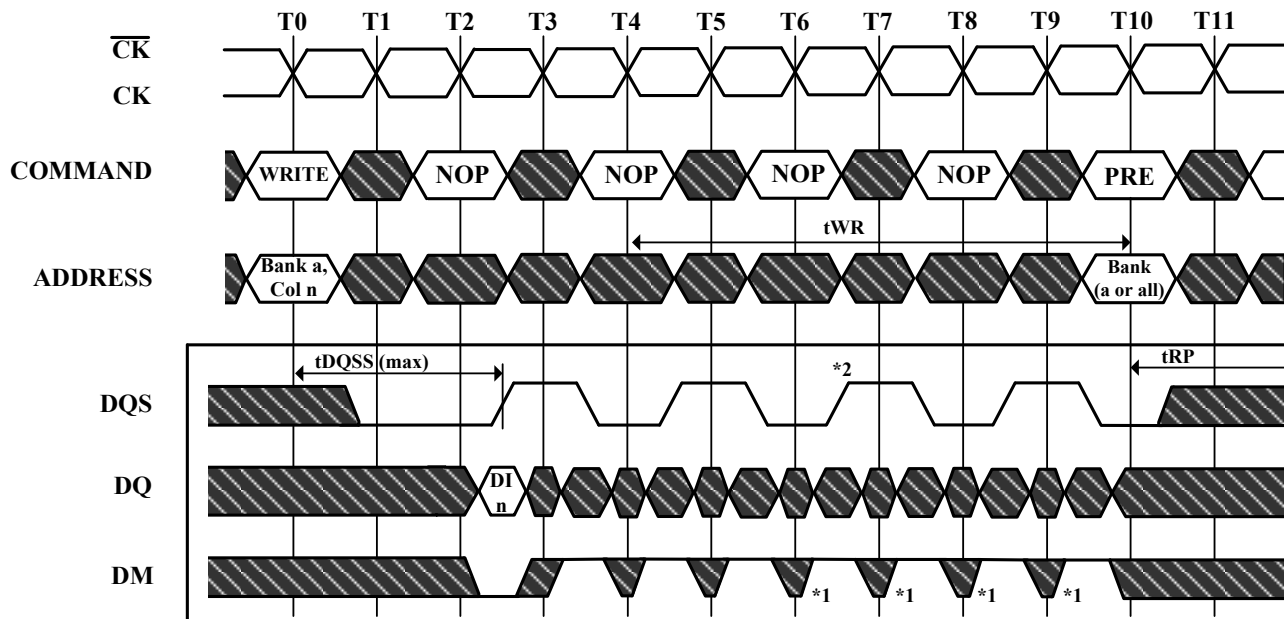 T0 T1 T2 T3 T4 T5 T6 T7 T8 T9 T10 T11
CK
CK
COMMAND WRITE NOP NOP NOP NOP PRE
tWR
ADDRESS Bank a, Bank
Col n (a or all)
tDQSS (max) *2 tRP
DQS
DQ DI
n
DM *1 *1 *1 *1